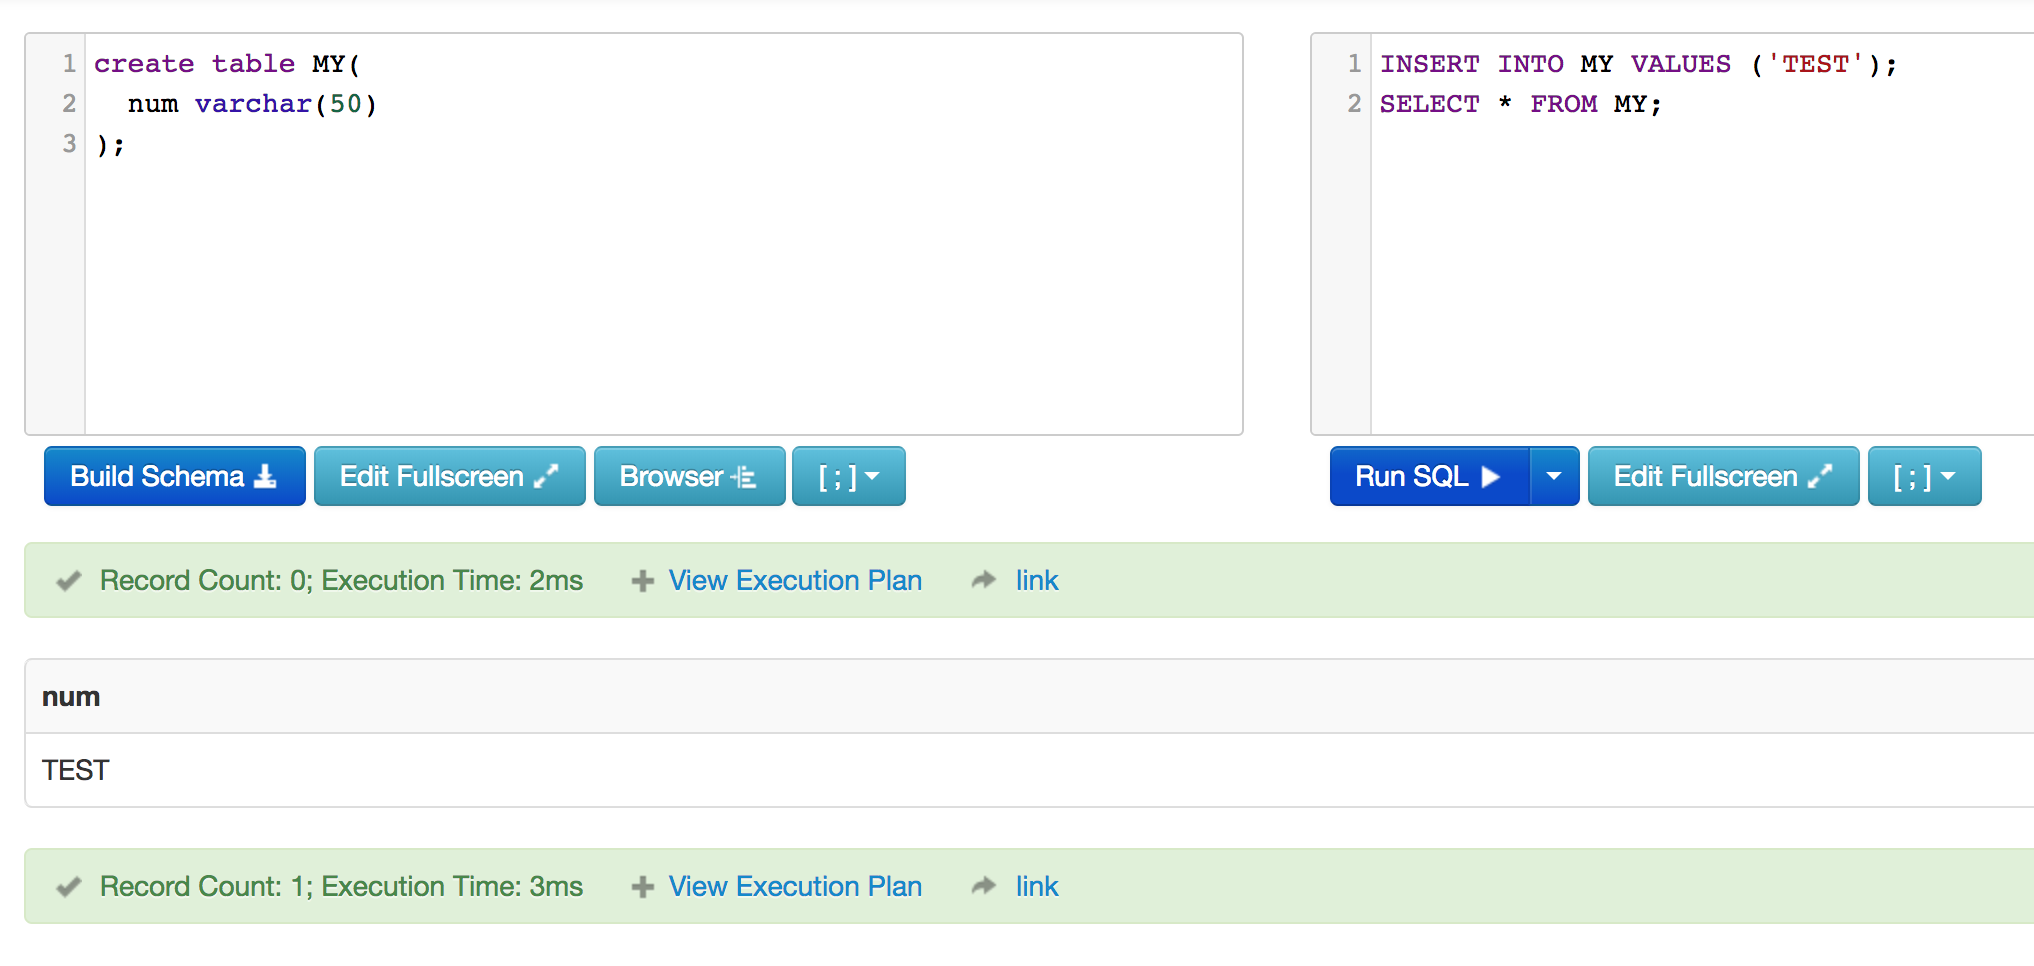 1 create table MY(
2 num varchar(50)
3 );
1 INSERT INTO MY VALUES ('TEST');
2 SELECT * FROM MY;
Build Schema Edit Fullscreen Browser [ ; ]
Run SQL Edit Fullscreen [ ; ]
Record Count: 0; Execution Time: 2ms View Execution Plan link
num
TEST
Record Count: 1; Execution Time: 3ms View Execution Plan link